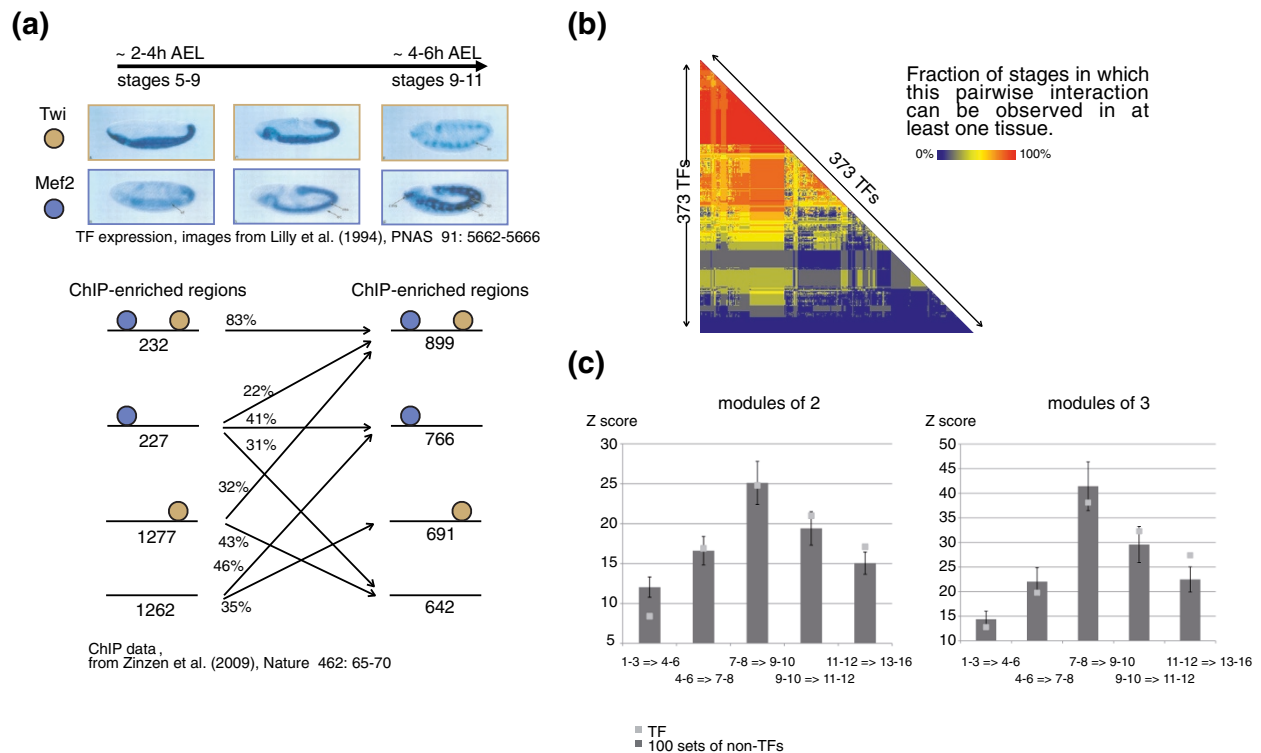 (a)
~ 2-4h AEL
~ 4-6h AEL
stages 5-9
stages 9-11
Twi
Mef2
TF expression, images from Lilly et al. (1994), PNAS 91: 5662-5666
ChIP-enriched regions
ChIP-enriched regions
83%
232
899
22%
41%
31%
227
766
32%
1277
691
43%
46%
35%
1262
642
ChIP data,
from Zinzen et al. (2009), Nature 462: 65-70
(b)
373 TFs
373 TFs
Fraction of stages in which
this pairwise interaction
can be observed in at
least one tissue.
0%
100%
(c)
modules of 2
Z score
30
25
20
15
10
5
1-3 => 4-6
4-6 => 7-8
7-8 => 9-10
9-10 => 11-12
11-12 => 13-16
modules of 3
Z score
50
45
40
35
30
25
20
15
10
1-3 => 4-6
4-6 => 7-8
7-8 => 9-10
9-10 => 11-12
11-12 => 13-16
TF
100 sets of non-TFs